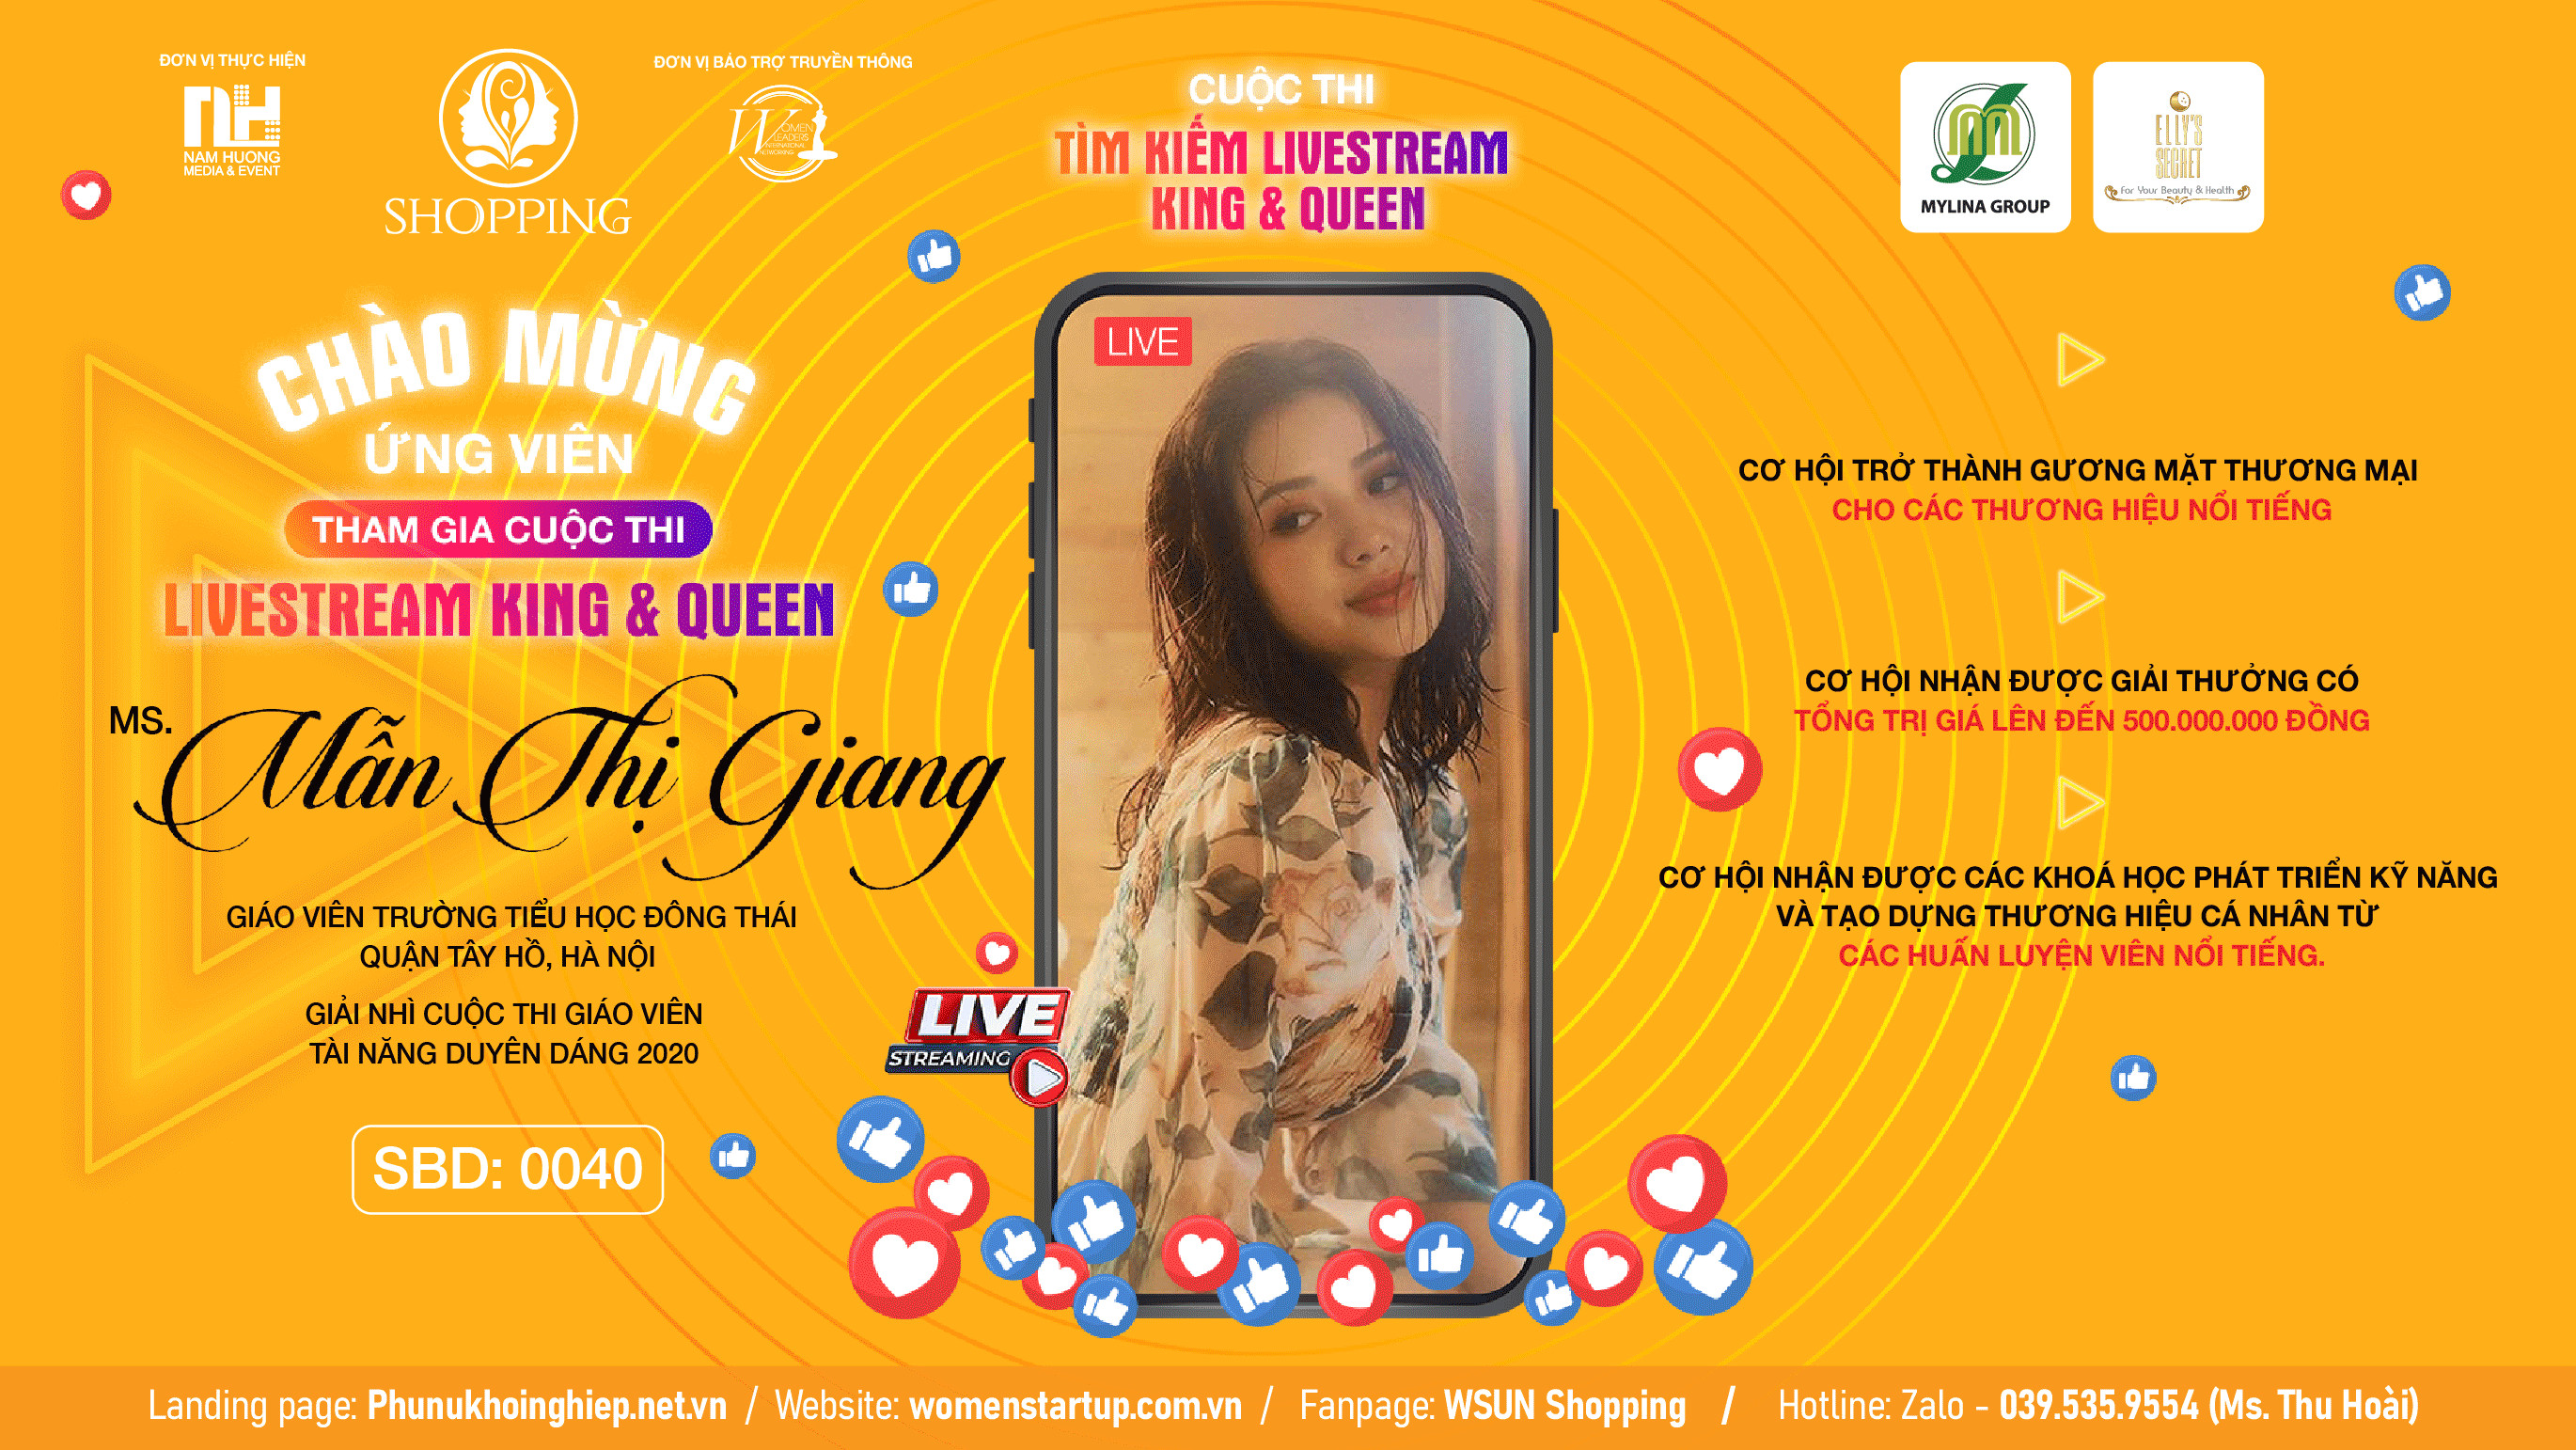 ĐƠN VỊ THỰC HIỆN
NAM HUONG
MEDIA & EVENT
SHOPPING
ĐƠN VỊ BẢO TRỢ TRUYỀN THÔNG
WOMEN
LEADERS
INTERNATIONAL
NETWORKING
CUỘC THI
TÌM KIẾM LIVESTREAM
KING & QUEEN
MYLINA GROUP
ELLY'S
SECRET
For Your Beauty & Health
CHÀO MỪNG
ỨNG VIÊN
THAM GIA CUỘC THI
LIVESTREAM KING & QUEEN
MS. Mẫn Thị Giang
GIÁO VIÊN TRƯỜNG TIỂU HỌC ĐÔNG THÁI
QUẬN TÂY HỒ, HÀ NỘI
GIẢI NHÌ CUỘC THI GIÁO VIÊN
TÀI NĂNG DUYÊN DÁNG 2020
SBD: 0040
LIVE
LIVE
STREAMING
CƠ HỘI TRỞ THÀNH GƯƠNG MẶT THƯƠNG MẠI
CHO CÁC THƯƠNG HIỆU NỔI TIẾNG
CƠ HỘI NHẬN ĐƯỢC GIẢI THƯỞNG CÓ
TỔNG TRỊ GIÁ LÊN ĐẾN 500.000.000 ĐỒNG
CƠ HỘI NHẬN ĐƯỢC CÁC KHOÁ HỌC PHÁT TRIỂN KỸ NĂNG
VÀ TẠO DỰNG THƯƠNG HIỆU CÁ NHÂN TỪ
CÁC HUẤN LUYỆN VIÊN NỔI TIẾNG.
Landing page: Phunukhoinghiep.net.vn / Website: womenstartup.com.vn / Fanpage: WSUN Shopping / Hotline: Zalo - 039.535.9554 (Ms. Thu Hoài)